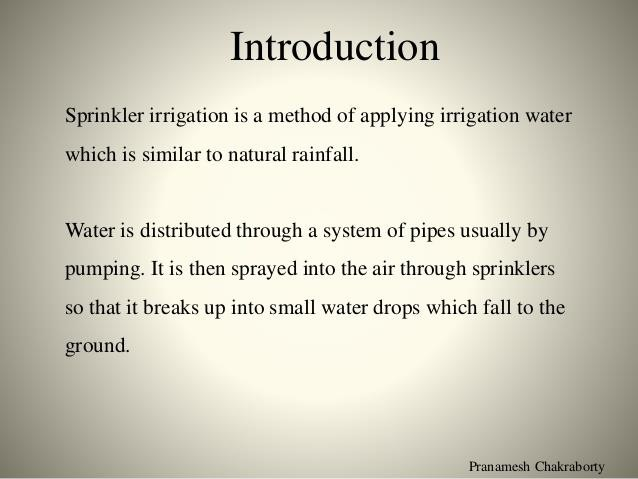 Introduction
Sprinkler irrigation is a method of applying irrigation water
which is similar to natural rainfall.
Water is distributed through a system of pipes usually by
pumping. It is then sprayed into the air through sprinklers
so that it breaks up into small water drops which fall to the
ground.
Pranamesh Chakraborty